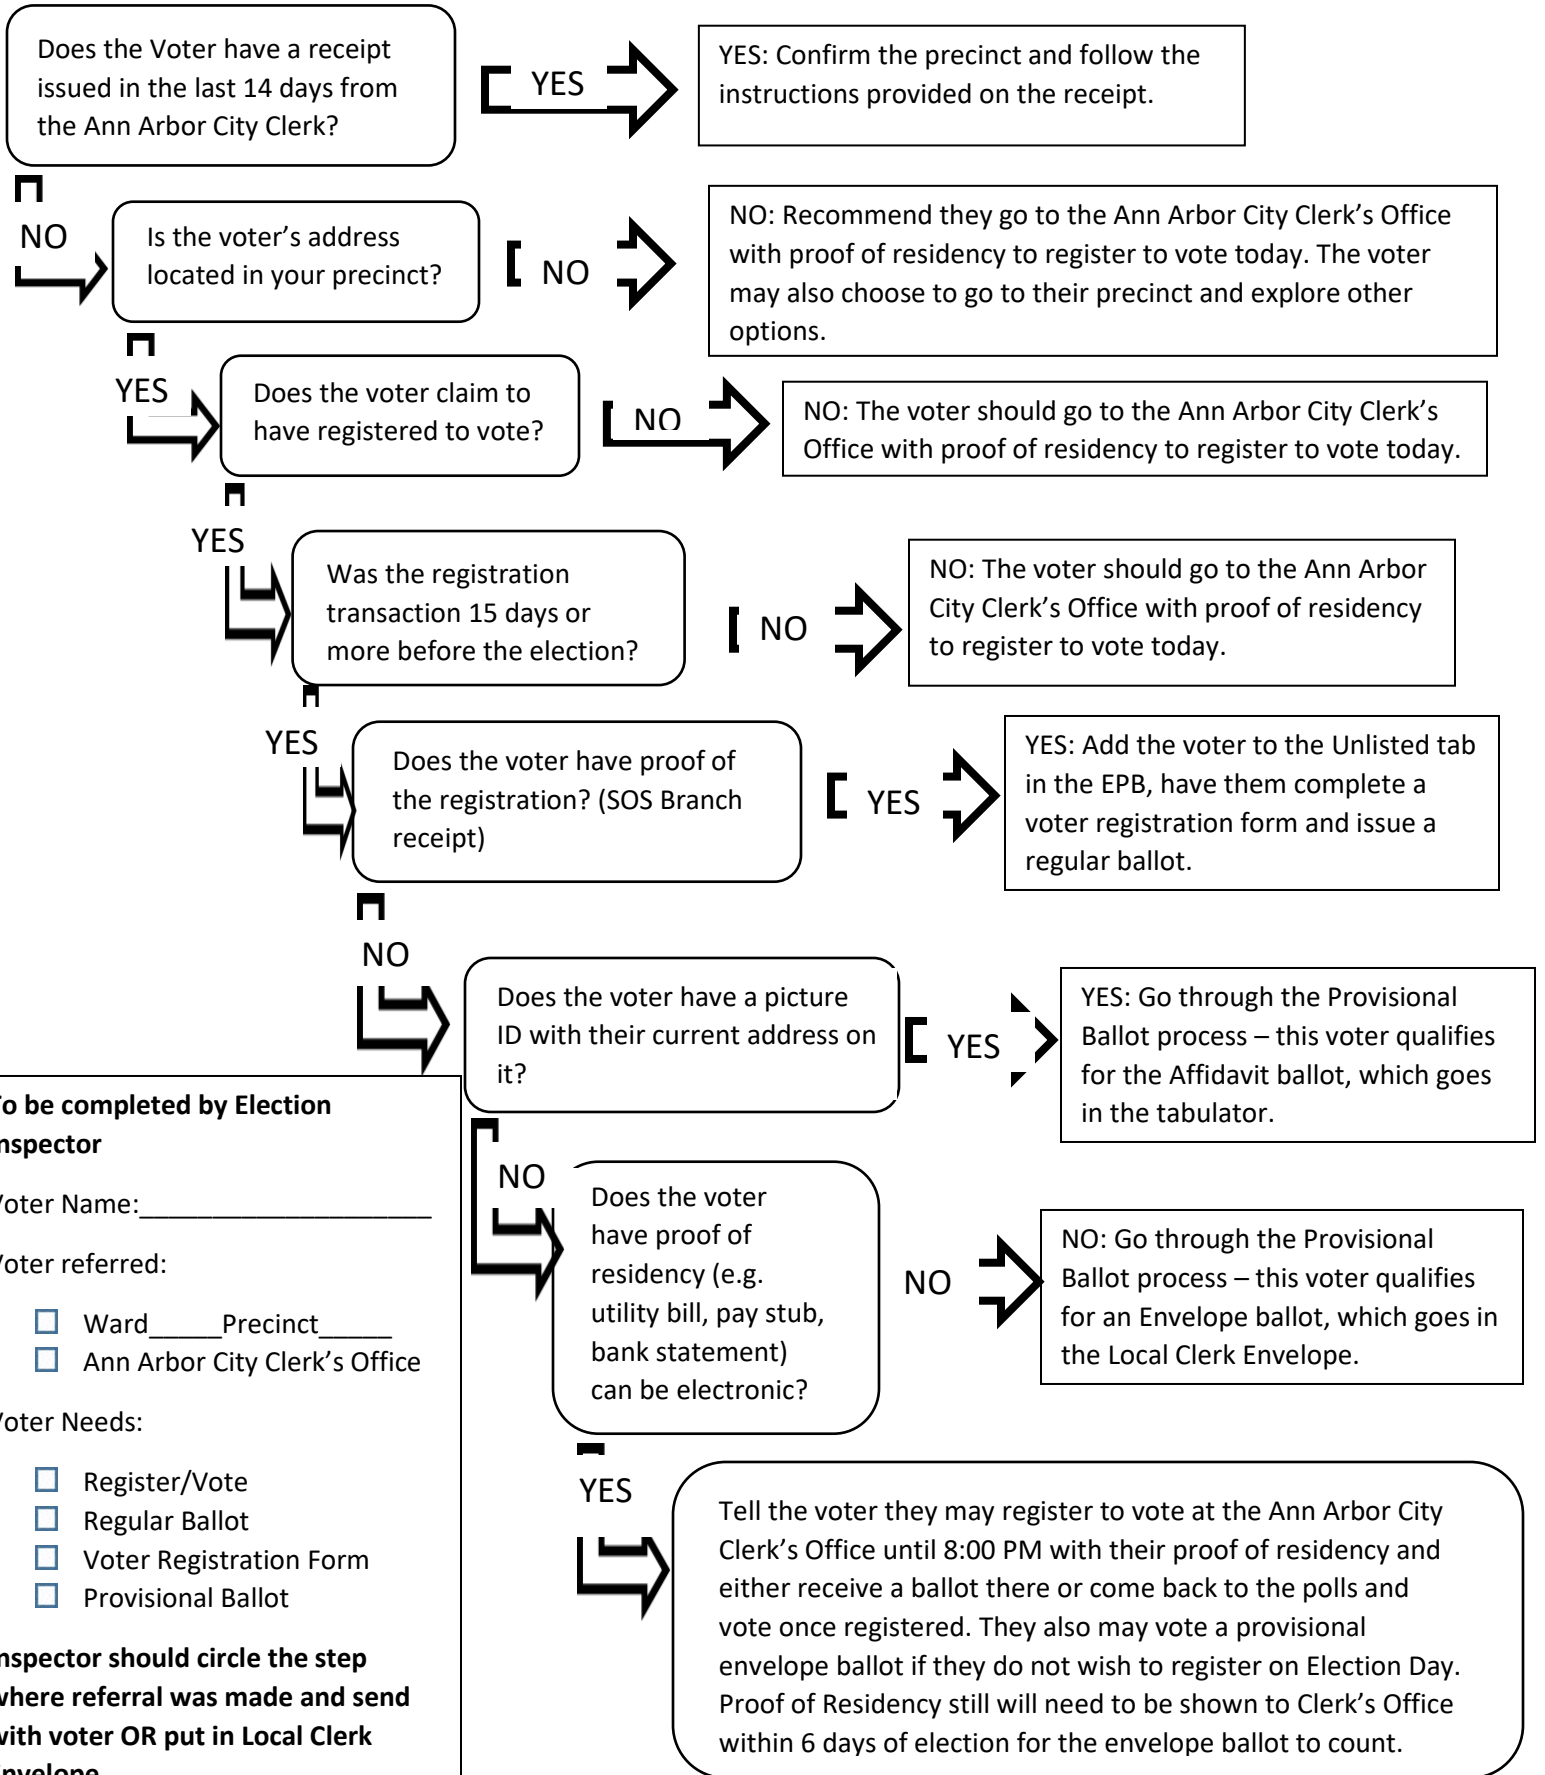 Does the Voter have a receipt
issued in the last 14 days from
the Ann Arbor City Clerk?
YES
YES: Confirm the precinct and follow the
instructions provided on the receipt.
NO
Is the voter’s address
located in your precinct?
NO
NO: Recommend they go to the Ann Arbor City Clerk’s Office
with proof of residency to register to vote today. The voter
may also choose to go to their precinct and explore other
options.
YES
Does the voter claim to
have registered to vote?
NO
NO: The voter should go to the Ann Arbor City Clerk’s
Office with proof of residency to register to vote today.
YES
Was the registration
transaction 15 days or
more before the election?
NO
NO: The voter should go to the Ann Arbor
City Clerk’s Office with proof of residency
to register to vote today.
YES
Does the voter have proof of
the registration? (SOS Branch
receipt)
YES
YES: Add the voter to the Unlisted tab
in the EPB, have them complete a
voter registration form and issue a
regular ballot.
NO
Does the voter have a picture
ID with their current address on
it?
YES
YES: Go through the Provisional
Ballot process – this voter qualifies
for the Affidavit ballot, which goes
in the tabulator.
NO
Does the voter
have proof of
residency (e.g.
utility bill, pay stub,
bank statement)
can be electronic?
NO
NO: Go through the Provisional
Ballot process – this voter qualifies
for an Envelope ballot, which goes in
the Local Clerk Envelope.
YES
Tell the voter they may register to vote at the Ann Arbor City
Clerk’s Office until 8:00 PM with their proof of residency and
either receive a ballot there or come back to the polls and
vote once registered. They also may vote a provisional
envelope ballot if they do not wish to register on Election Day.
Proof of Residency still will need to be shown to Clerk’s Office
within 6 days of election for the envelope ballot to count.
To be completed by Election
Inspector
Voter Name:____________________
Voter referred:
Ward_____Precinct_____
Ann Arbor City Clerk’s Office
Voter Needs:
Register/Vote
Regular Ballot
Voter Registration Form
Provisional Ballot
Inspector should circle the step
where referral was made and send
with voter OR put in Local Clerk
Envelope